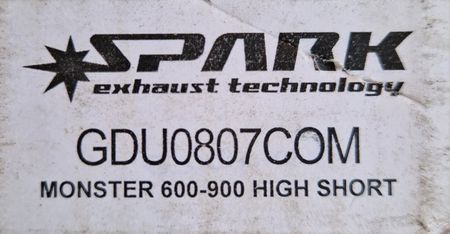 SPARK
exhaust technology
GDU0807COM
MONSTER 600-900 HIGH SHORT